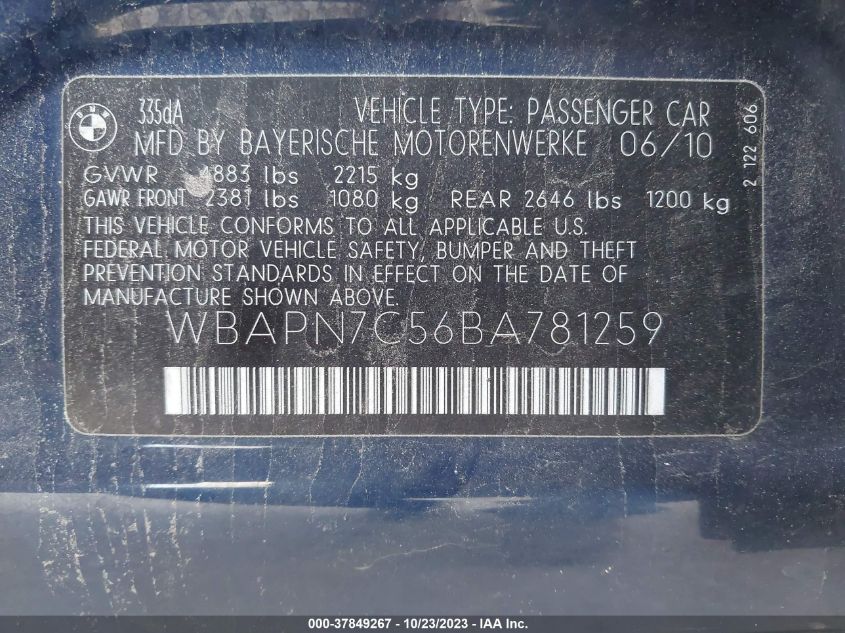 BMW
335dA
VEHICLE TYPE: PASSENGER CAR
MFD BY BAYERISCHE MOTORENWERKE 06/10
GVWR 4883 lbs 2215 kg
GAWR FRONT 2381 lbs 1080 kg REAR 2646 lbs 1200 kg
THIS VEHICLE CONFORMS TO ALL APPLICABLE U.S.
FEDERAL MOTOR VEHICLE SAFETY, BUMPER AND THEFT
PREVENTION STANDARDS IN EFFECT ON THE DATE OF
MANUFACTURE SHOWN ABOVE.
WBAPN7C56BA781259
2 122 606
000-37849267 - 10/23/2023 - IAA Inc.